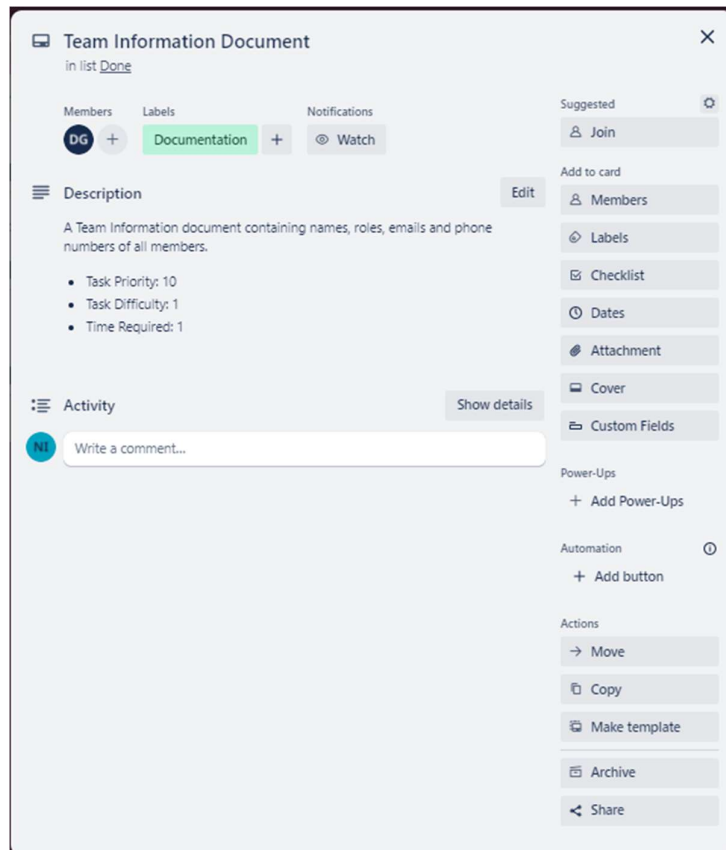 Team Information Document
in list Done
Members
Labels
Notifications
DG
Documentation
Watch
Description
Edit
A Team Information document containing names, roles, emails and phone
numbers of all members.
Task Priority: 10
Task Difficulty: 1
Time Required: 1
Activity
Show details
NI
Write a comment...
Suggested
Join
Add to card
Members
Labels
Checklist
Dates
Attachment
Cover
Custom Fields
Power-Ups
+ Add Power-Ups
Automation
+ Add button
Actions
Move
Copy
Make template
Archive
Share